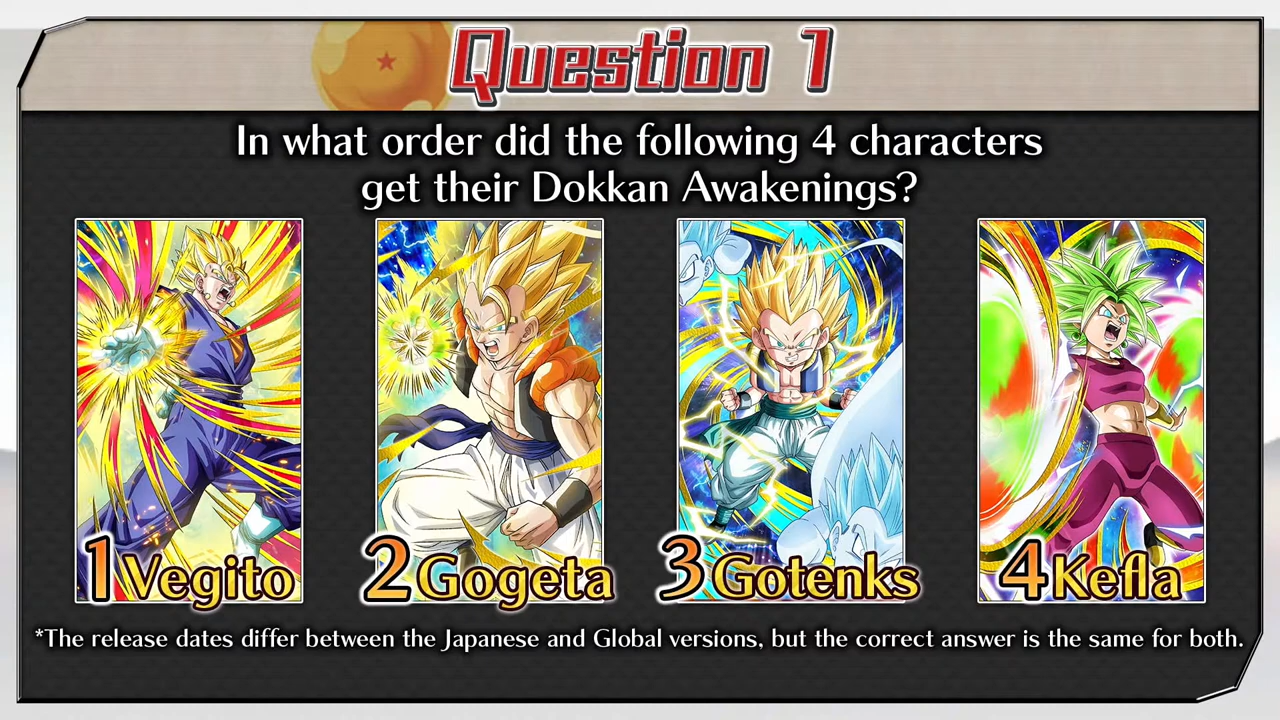 Question 1
In what order did the following 4 characters
get their Dokkan Awakenings?
1 Vegito
2 Gogeta
3 Gotenks
4 Kefla
*The release dates differ between the Japanese and Global versions, but the correct answer is the same for both.